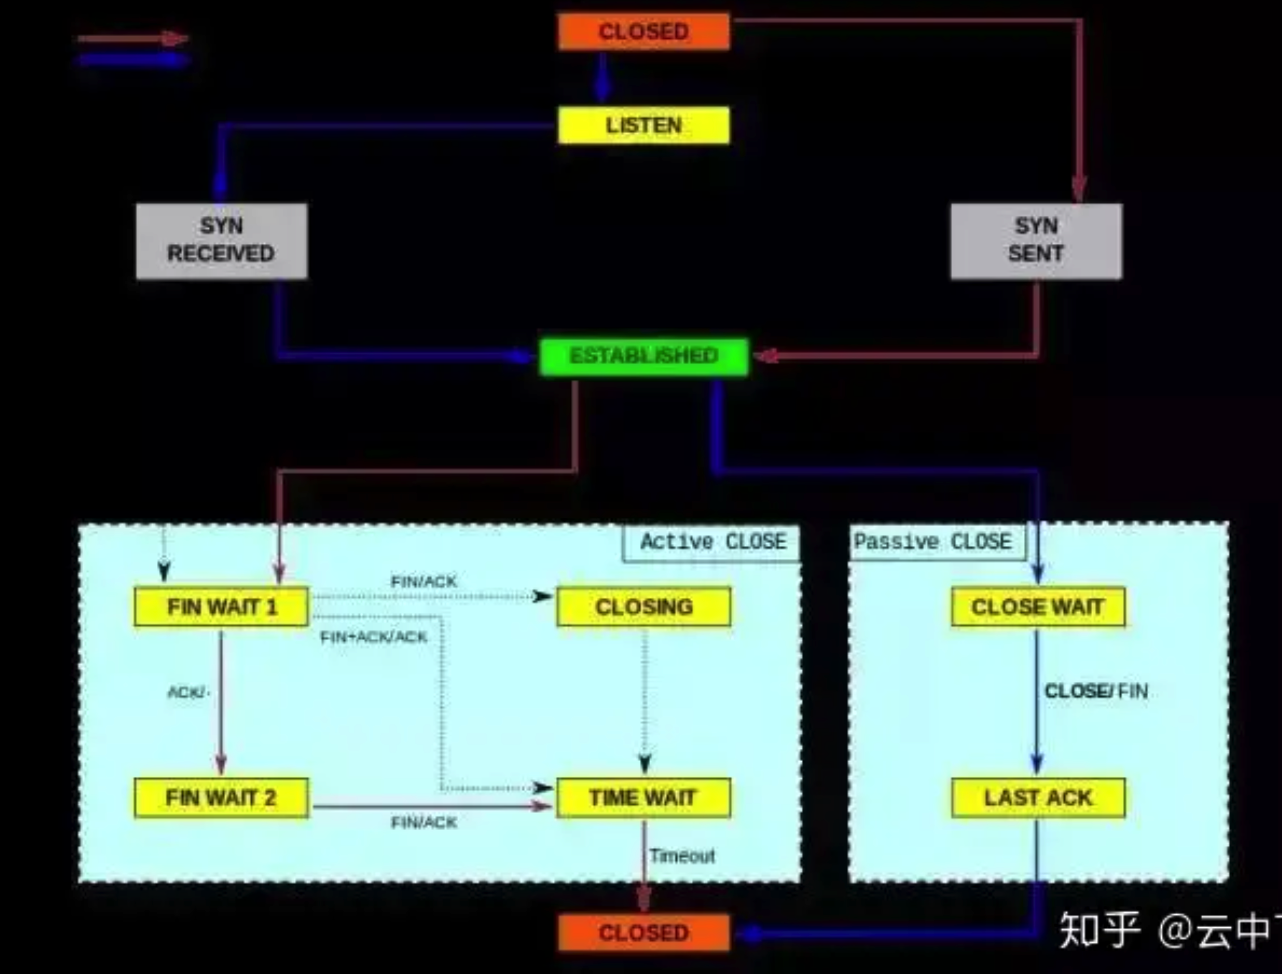 CLOSED
LISTEN
SYN
RECEIVED
SYN
SENT
ESTABLISHED
Active CLOSE
Passive CLOSE
FIN WAIT 1
FIN/ACK
CLOSING
CLOSE WAIT
FIN+ACK/ACK
ACK/-
CLOSE/FIN
FIN WAIT 2
TIME WAIT
LAST ACK
FIN/ACK
Timeout
CLOSED
知乎 @云中